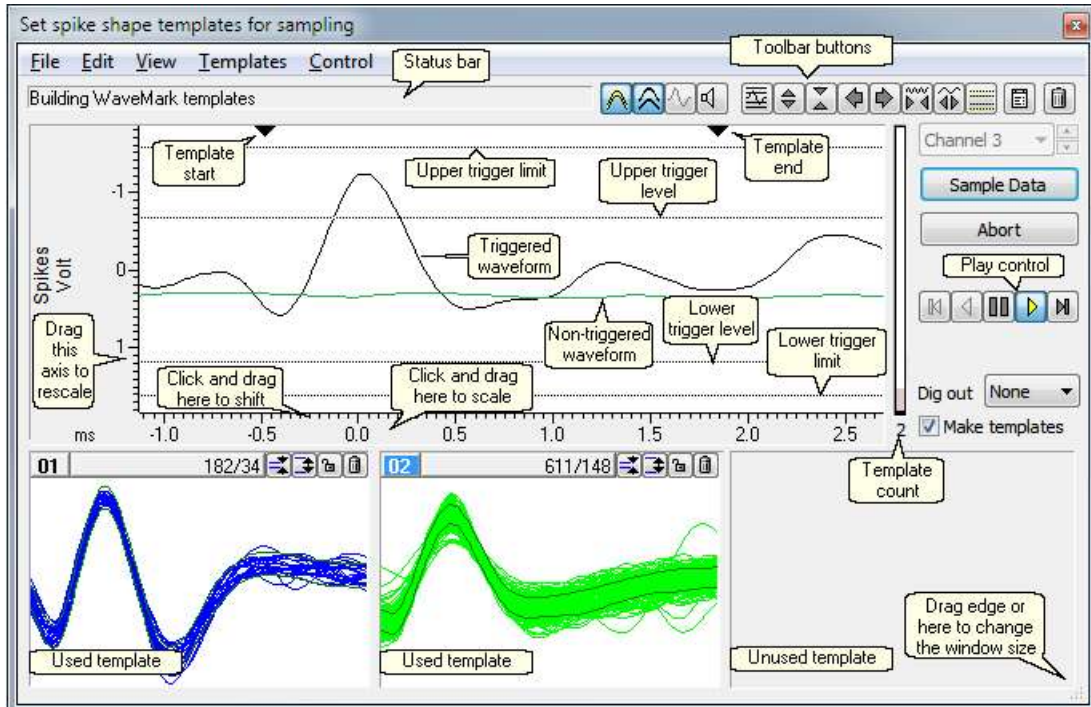 Set spike shape templates for sampling
File Edit View Templates Control
Status bar
Toolbar buttons
Building WaveMark templates
Template
start
Upper trigger limit
Upper trigger
level
Template
end
Channel 3
Sample Data
Abort
Play control
-1
0
1
Spikes
Volt
Triggered
waveform
Non-triggered
waveform
Lower
trigger level
Lower trigger
limit
Drag
this
axis to
rescale
Click and drag
here to shift
Click and drag
here to scale
Dig out None
Make templates
ms -1.0 -0.5 0.0 0.5 1.0 1.5 2.0 2.5
2
Template
count
01 182/34
02 611/148
Used template
Used template
Unused template
Drag edge or
here to change
the window size